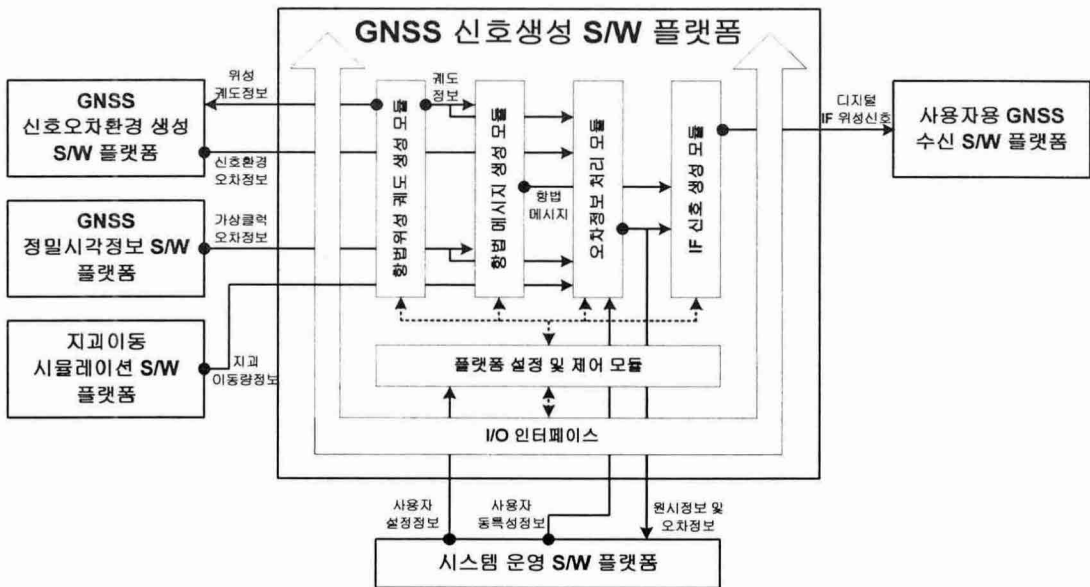 GNSS 신호생성 S/W 플랫폼
GNSS
신호오차환경 생성
S/W 플랫폼
위성
궤도정보
신호환경
오차정보
GNSS
정밀시각정보 S/W
플랫폼
가상클럭
오차정보
지괴이동
시뮬레이션 S/W
플랫폼
지괴
이동량정보
항법위성 궤도 생성 모듈
궤도
정보
항법 메시지 생성 모듈
항법
메시지
오차정보 처리 모듈
IF 신호 생성 모듈
디지털
IF 위성신호
사용자용 GNSS
수신 S/W 플랫폼
플랫폼 설정 및 제어 모듈
I/O 인터페이스
사용자
설정정보
사용자
동특성정보
원시정보 및
오차정보
시스템 운영 S/W 플랫폼